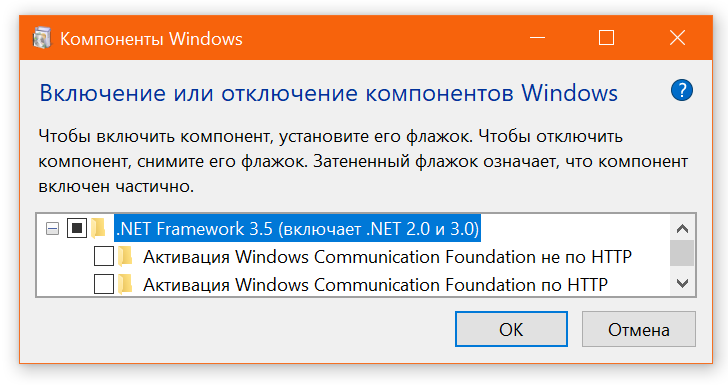 Компоненты Windows
Включение или отключение компонентов Windows
?
Чтобы включить компонент, установите его флажок. Чтобы отключить
компонент, снимите его флажок. Затененный флажок означает, что компонент
включен частично.
.NET Framework 3.5 (включает .NET 2.0 и 3.0)
Активация Windows Communication Foundation не по HTTP
Активация Windows Communication Foundation по HTTP
OK
Отмена